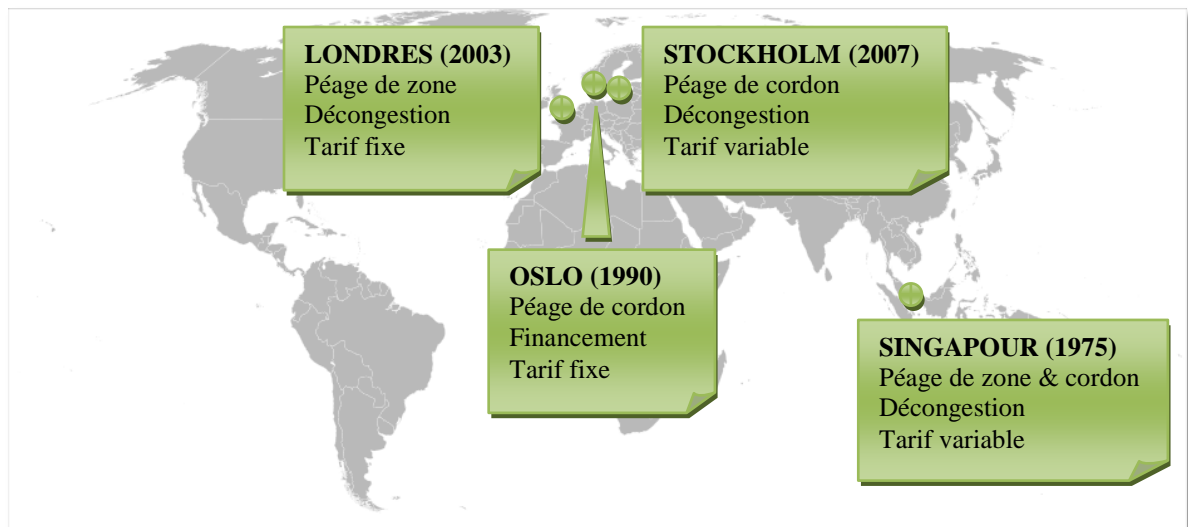 LONDRES (2003)
Péage de zone
Décongestion
Tarif fixe
STOCKHOLM (2007)
Péage de cordon
Décongestion
Tarif variable
OSLO (1990)
Péage de cordon
Financement
Tarif fixe
SINGAPOUR (1975)
Péage de zone & cordon
Décongestion
Tarif variable